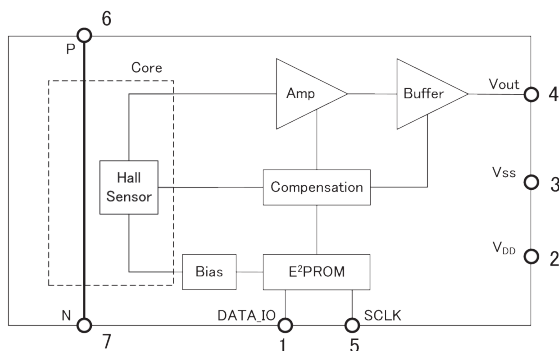 6
P
Core
Amp
Buffer
Vout
4
Hall
Sensor
Compensation
VSS
3
VDD
2
Bias
E²PROM
N
7
DATA_IO
1
SCLK
5